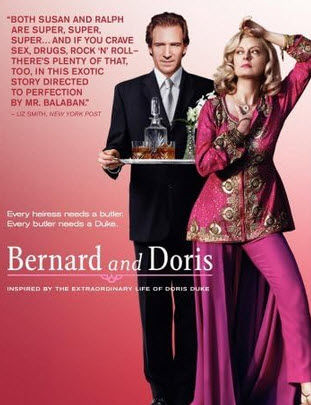 "BOTH SUSAN AND RALPH
ARE SUPER, SUPER,
SUPER... AND IF YOU CRAVE
SEX, DRUGS, ROCK 'N' ROLL–
THERE'S PLENTY OF THAT,
TOO, IN THIS EXOTIC
STORY DIRECTED
TO PERFECTION
BY MR. BALABAN."
– LIZ SMITH, NEW YORK POST
Every heiress needs a butler.
Every butler needs a Duke.
Bernard and Doris
INSPIRED BY THE EXTRAORDINARY LIFE OF DORIS DUKE